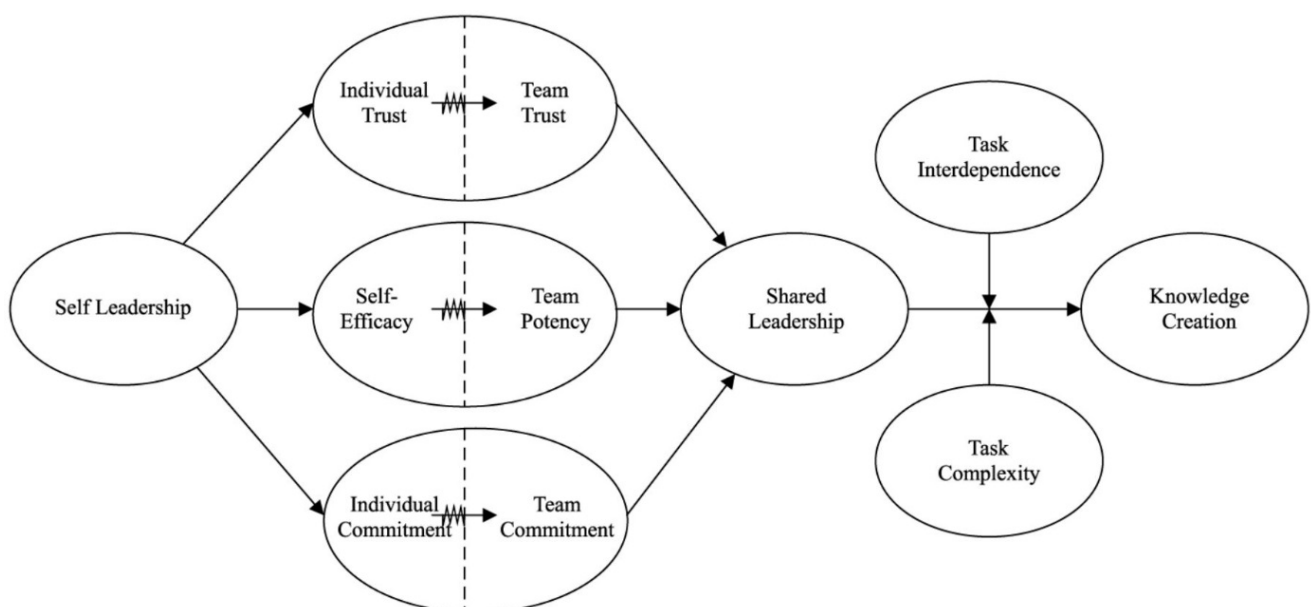 Individual
Trust
Team
Trust
Task
Interdependence
Self Leadership
Self-
Efficacy
Team
Potency
Shared
Leadership
Knowledge
Creation
Individual
Commitment
Team
Commitment
Task
Complexity